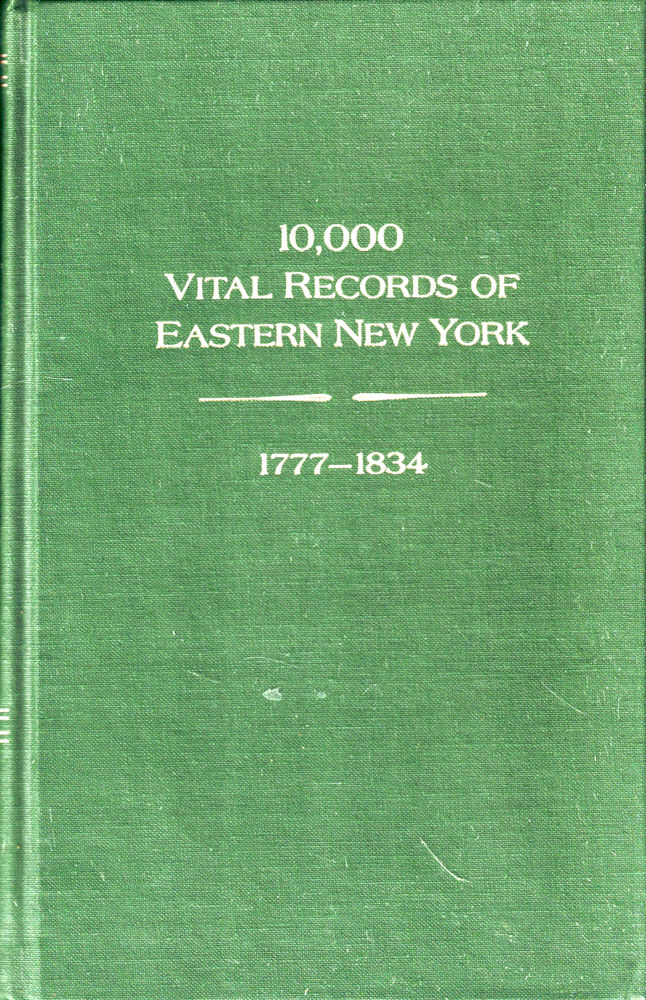 10,000
VITAL RECORDS OF
EASTERN NEW YORK
1777–1834